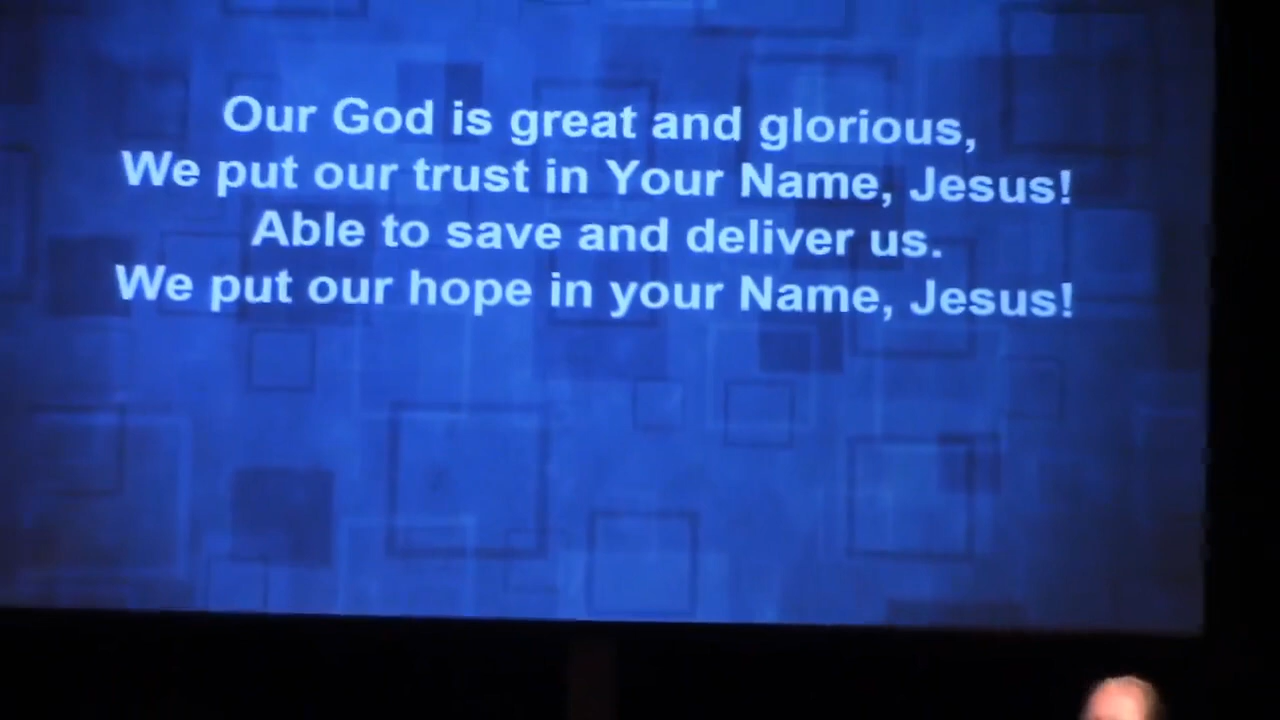 Our God is great and glorious,
We put our trust in Your Name, Jesus!
Able to save and deliver us.
We put our hope in your Name, Jesus!